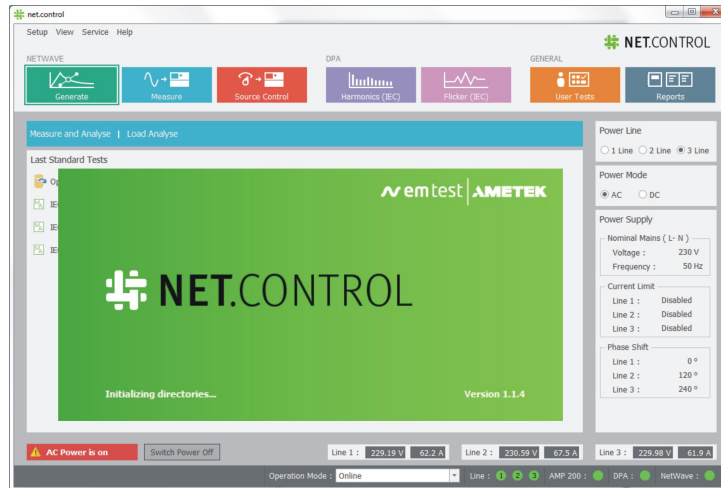 net.control
Setup View Service Help
NET.CONTROL
NETWAVE
DPA
GENERAL
Generate
Measure
Source Control
Harmonics (IEC)
Flicker (IEC)
User Tests
Reports
Measure and Analyse | Load Analyse
Last Standard Tests
Op
IE
IE
IE
emtest AMETEK
NET.CONTROL
Initializing directories...
Version 1.1.4
Power Line
1 Line 2 Line 3 Line
Power Mode
AC DC
Power Supply
Nominal Mains ( L- N )
Voltage : 230 V
Frequency : 50 Hz
Current Limit
Line 1 : Disabled
Line 2 : Disabled
Line 3 : Disabled
Phase Shift
Line 1 : 0 °
Line 2 : 120 °
Line 3 : 240 °
AC Power is on
Switch Power Off
Line 1 : 229.19 V 62.2 A
Line 2 : 230.59 V 67.5 A
Line 3 : 229.98 V 61.9 A
Operation Mode : Online
Line : 1 2 3 AMP 200 : DPA : NetWave :